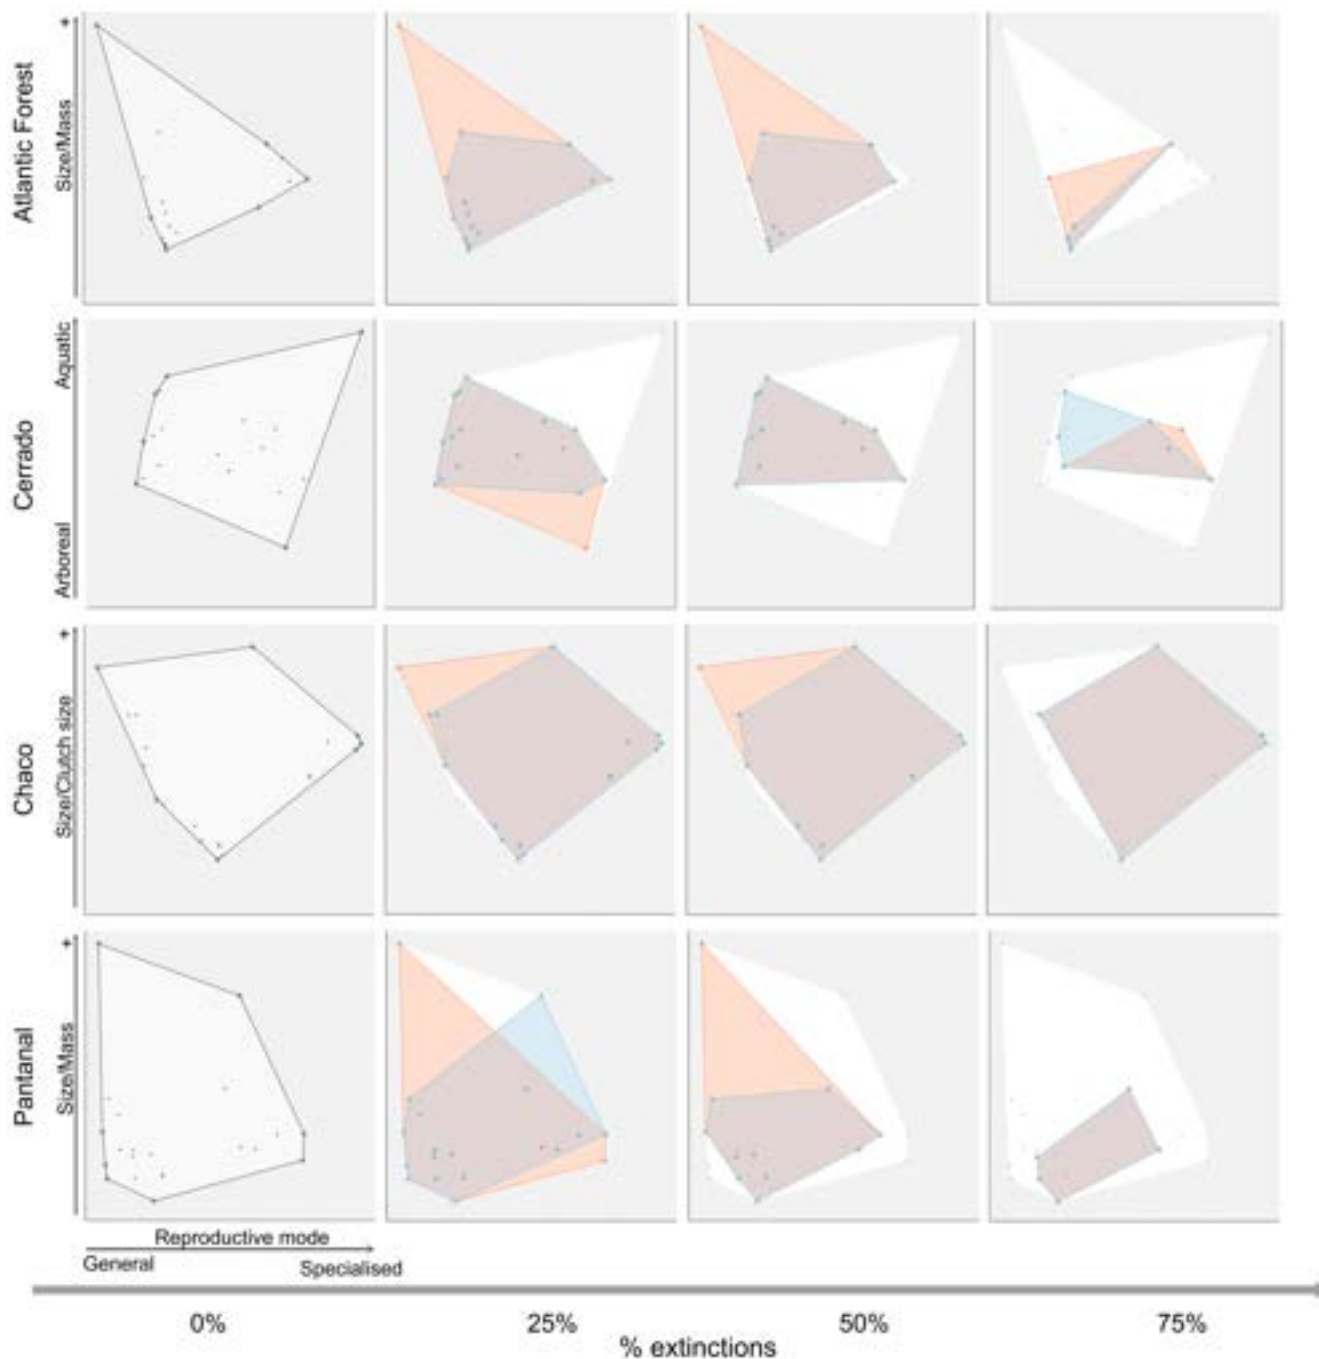 Atlantic Forest
Size/Mass
+
Cerrado
Aquatic
Arboreal
Chaco
Size/Clutch size
+
Pantanal
Size/Mass
+
Reproductive mode
General
Specialised
0%
25%
50%
75%
% extinctions